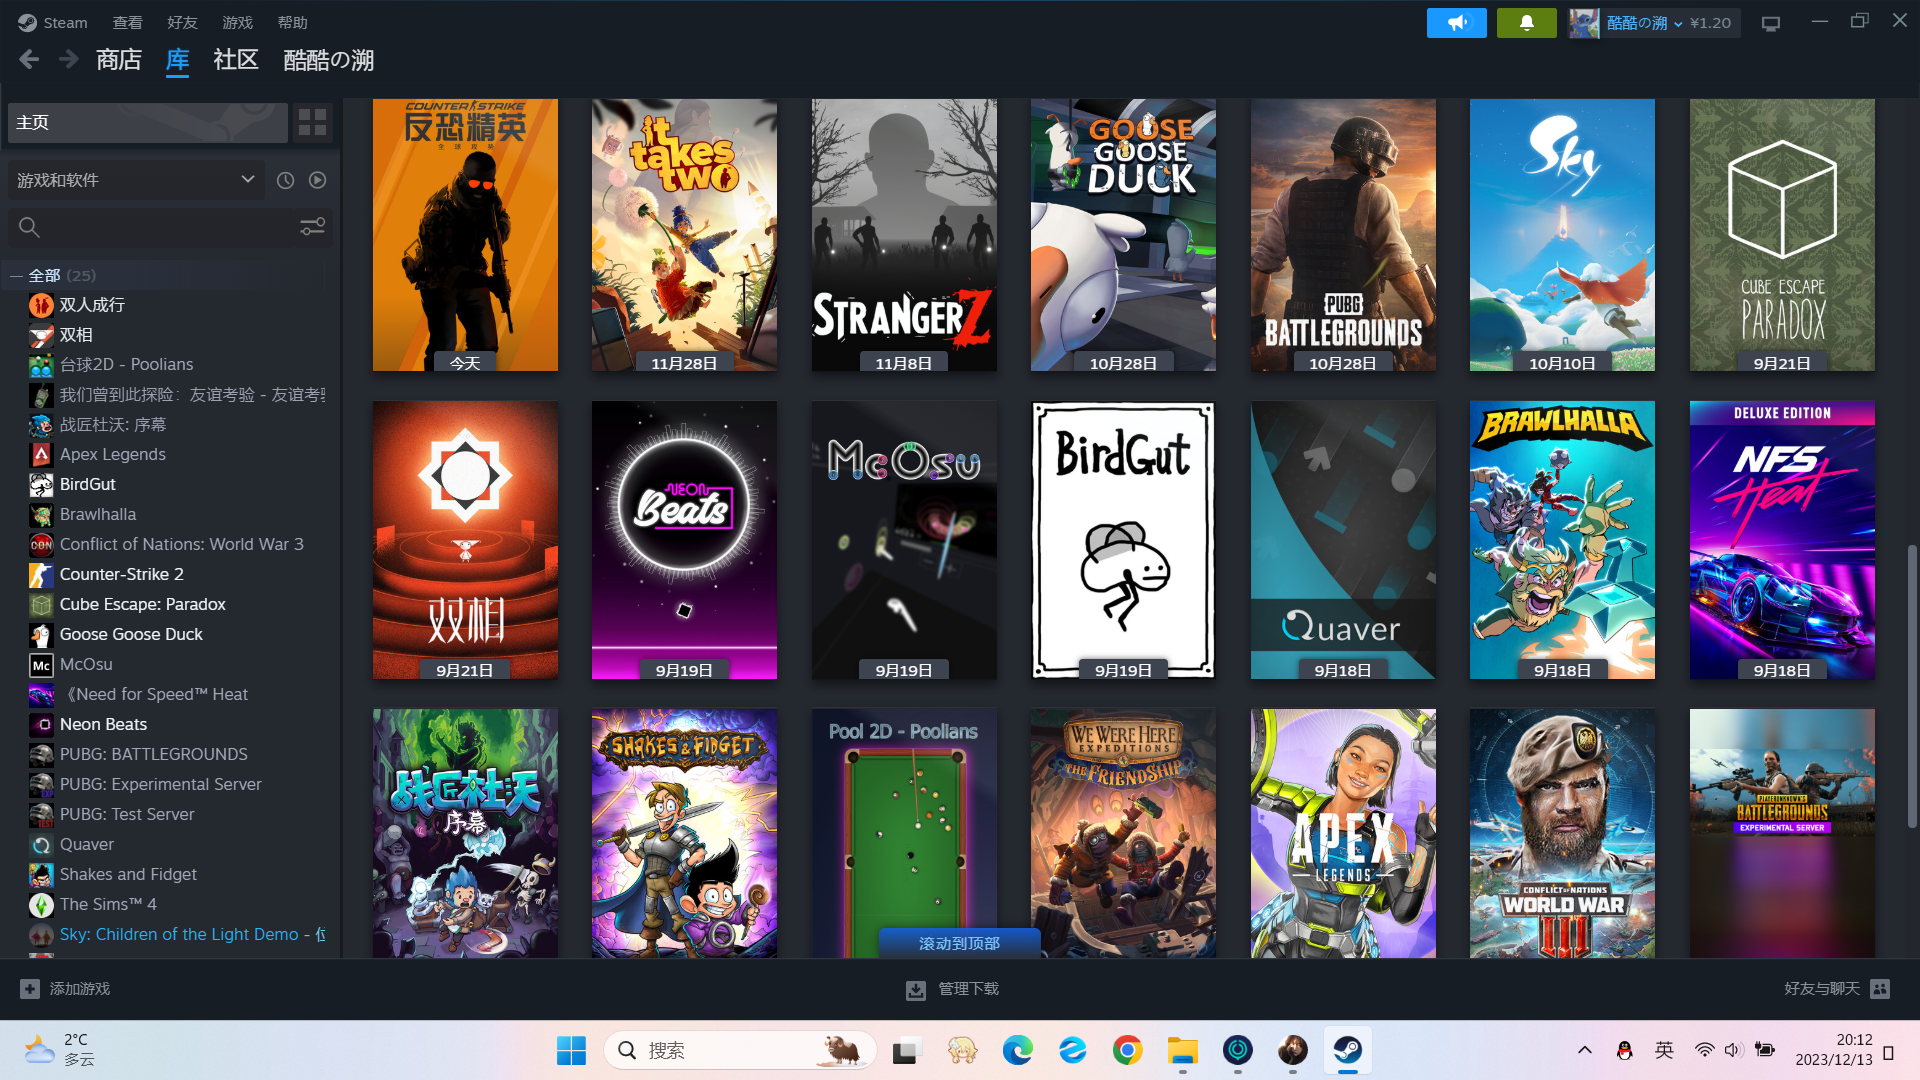 Steam 查看 好友 游戏 帮助
酷酷の溯 ¥1.20
商店 库 社区 酷酷の溯
主页
游戏和软件
全部 (25)
双人成行
双相
台球2D - Poolians
我们曾到此探险：友谊考验 - 友谊考验
战匠杜沃: 序幕
Apex Legends
BirdGut
Brawlhalla
Conflict of Nations: World War 3
Counter-Strike 2
Cube Escape: Paradox
Goose Goose Duck
McOsu
《Need for Speed™ Heat
Neon Beats
PUBG: BATTLEGROUNDS
PUBG: Experimental Server
PUBG: Test Server
Quaver
Shakes and Fidget
The Sims™ 4
Sky: Children of the Light Demo - 位
COUNTER STRIKE
反恐精英
全球攻势
今天
it takes two
11月28日
STRANGERZ
11月8日
GOOSE
GOOSE
DUCK
10月28日
PUBG
BATTLEGROUNDS
10月28日
Sky
10月10日
CUBE ESCAPE
PARADOX
9月21日
双相
9月21日
NEON
Beats
9月19日
McOsu
9月19日
BirdGut
9月19日
Quaver
9月18日
BRAWLHALLA
9月18日
DELUXE EDITION
NFS
Heat
9月18日
战匠杜沃
序幕
SHAKES & FIDGET
Pool 2D - Poolians
WE WERE HERE
EXPEDITIONS
THE FRIENDSHIP
APEX
LEGENDS
CONFLICT OF NATIONS
WORLD WAR
III
PLAYERUNKNOWN'S
BATTLEGROUNDS
EXPERIMENTAL SERVER
滚动到顶部
添加游戏
管理下载
好友与聊天
2°C
多云
搜索
英
20:12
2023/12/13